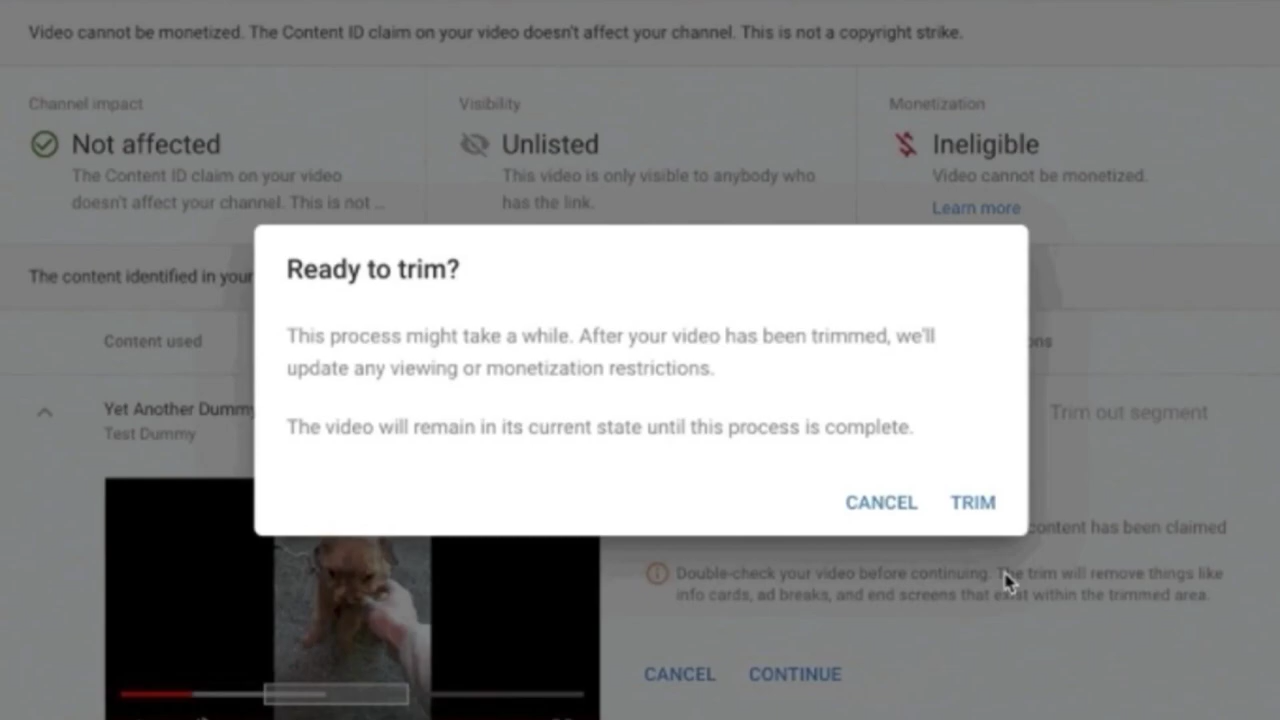 Video cannot be monetized. The Content ID claim on your video doesn't affect your channel. This is not a copyright strike.
Channel impact
Not affected
The Content ID claim on your video
doesn't affect your channel. This is not ...
Visibility
Unlisted
This video is only visible to anybody who
has the link.
Monetization
Ineligible
Video cannot be monetized.
Learn more
The content identified in your
Content used
Yet Another Dummy
Test Dummy
Trim out segment
Ready to trim?
This process might take a while. After your video has been trimmed, we'll
update any viewing or monetization restrictions.
The video will remain in its current state until this process is complete.
CANCEL TRIM
content has been claimed
Double-check your video before continuing. The trim will remove things like
info cards, ad breaks, and end screens that exist within the trimmed area.
CANCEL CONTINUE